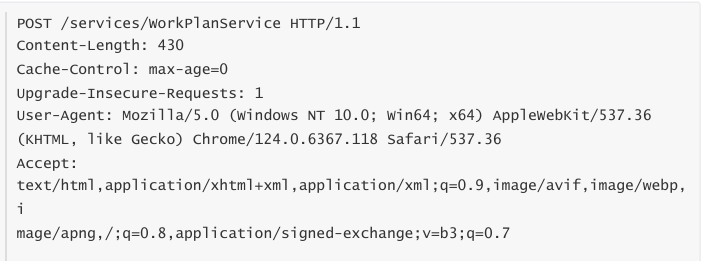 POST /services/WorkPlanService HTTP/1.1
Content-Length: 430
Cache-Control: max-age=0
Upgrade-Insecure-Requests: 1
User-Agent: Mozilla/5.0 (Windows NT 10.0; Win64; x64) AppleWebKit/537.36
(KHTML, like Gecko) Chrome/124.0.6367.118 Safari/537.36
Accept:
text/html,application/xhtml+xml,application/xml;q=0.9,image/avif,image/webp,
i
mage/apng,/;q=0.8,application/signed-exchange;v=b3;q=0.7